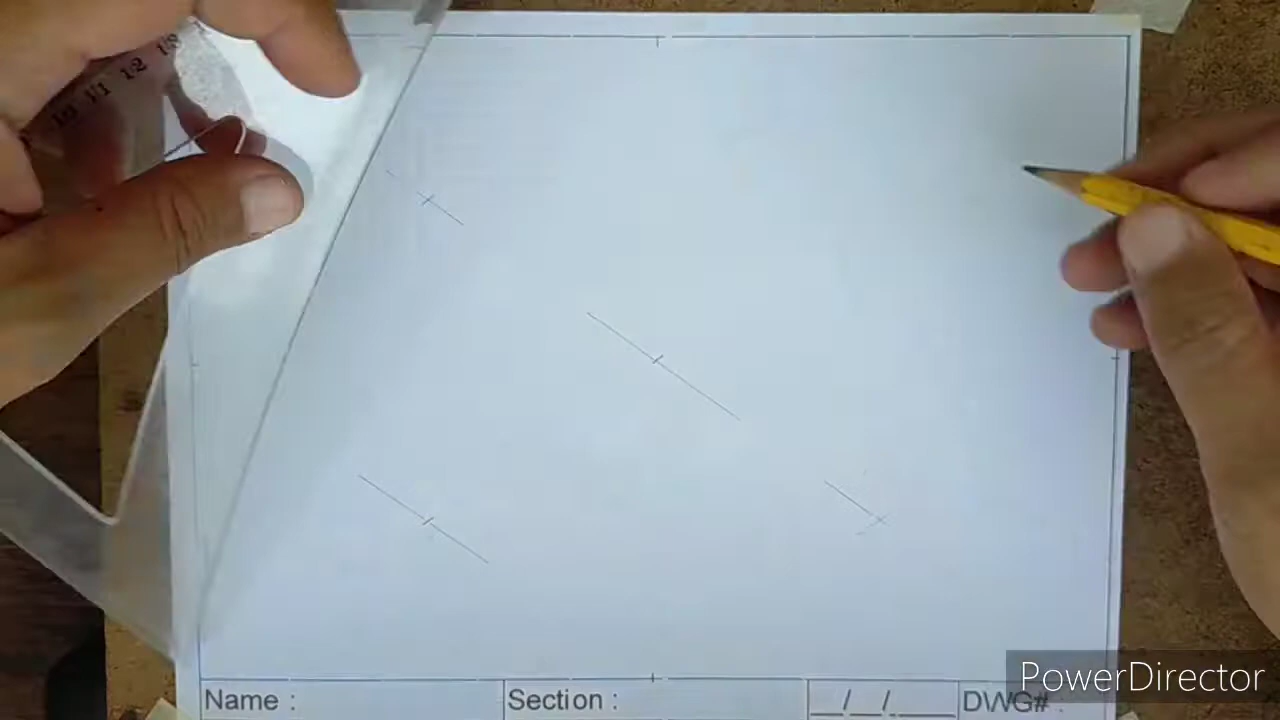 Name :
Section :
__/__/____
DWG# :
PowerDirector